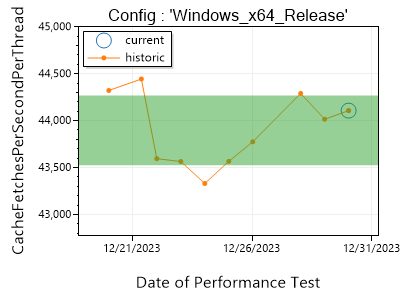 Config : 'Windows_x64_Release'
CacheFetchesPerSecondPerThread
45,000
44,500
44,000
43,500
43,000
current
historic
12/21/2023
12/26/2023
12/31/2023
Date of Performance Test